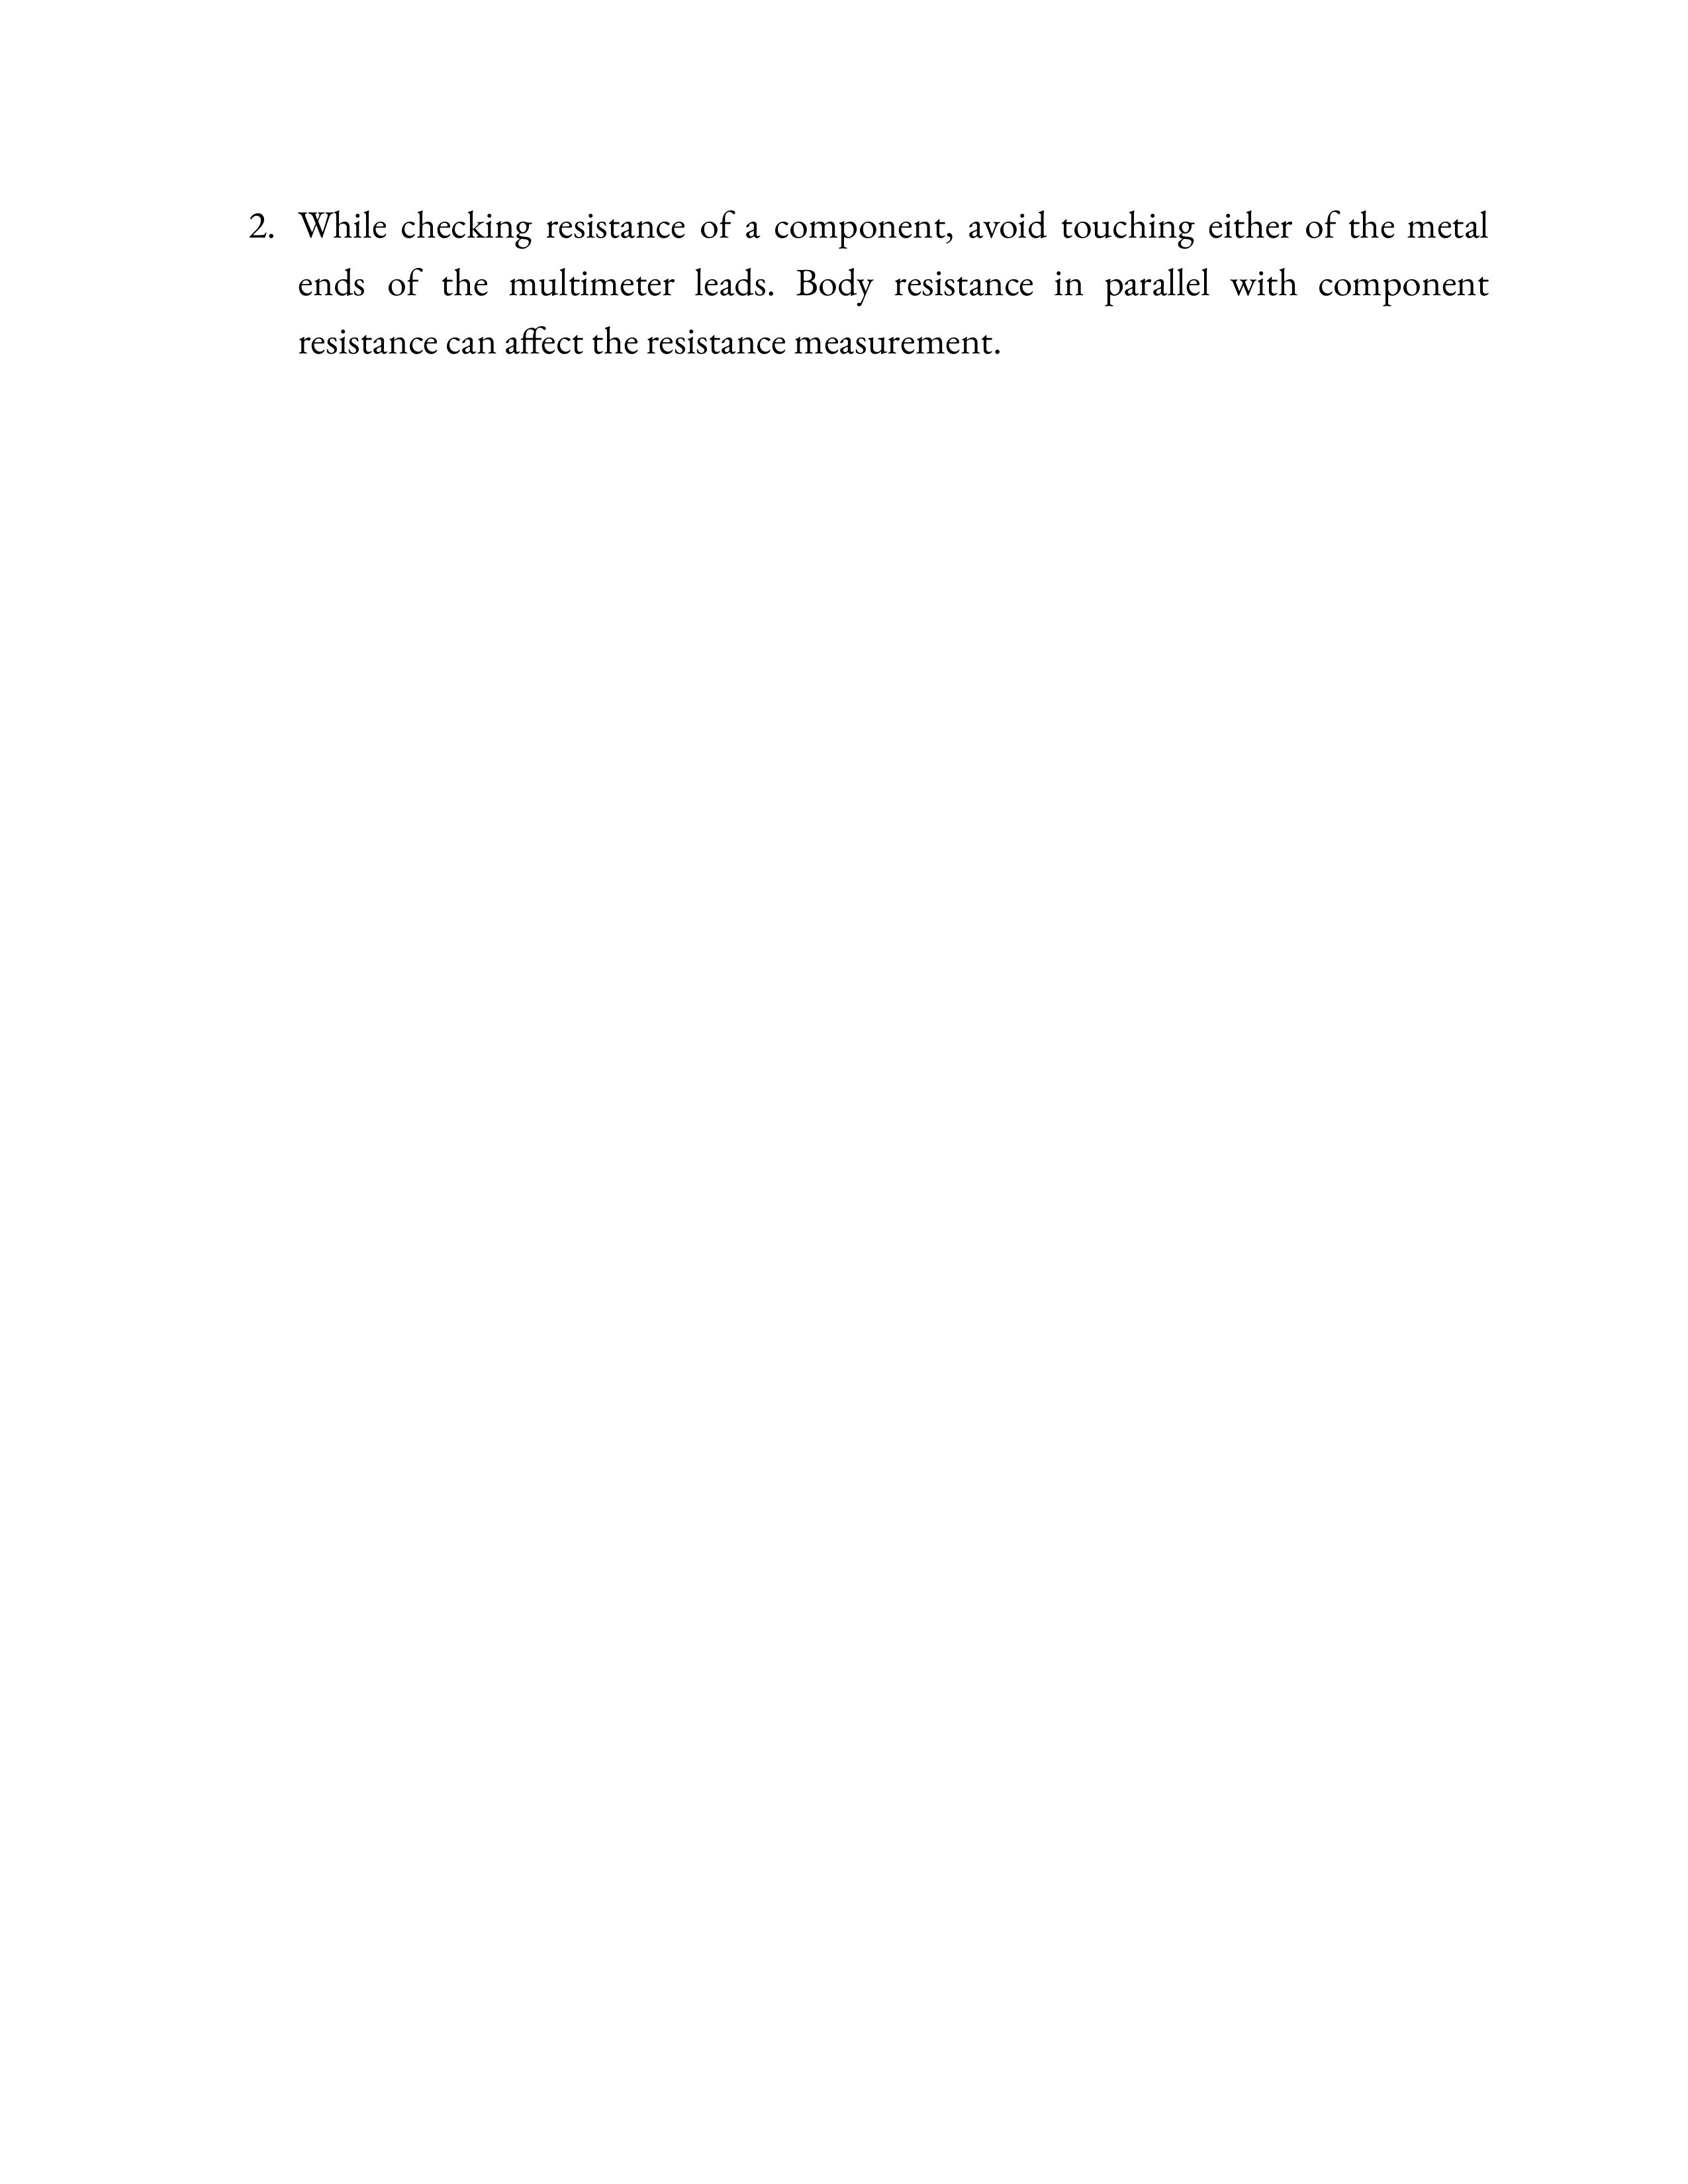 2. While checking resistance of a component, avoid touching either of the metal
ends of the multimeter leads. Body resistance in parallel with component
resistance can affect the resistance measurement.